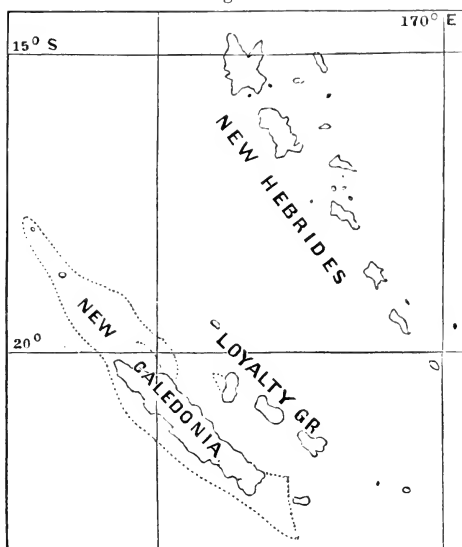 170° E
15° S
NEW HEBRIDES
NEW
CALEDONIA
20°
LOYALTY GR.